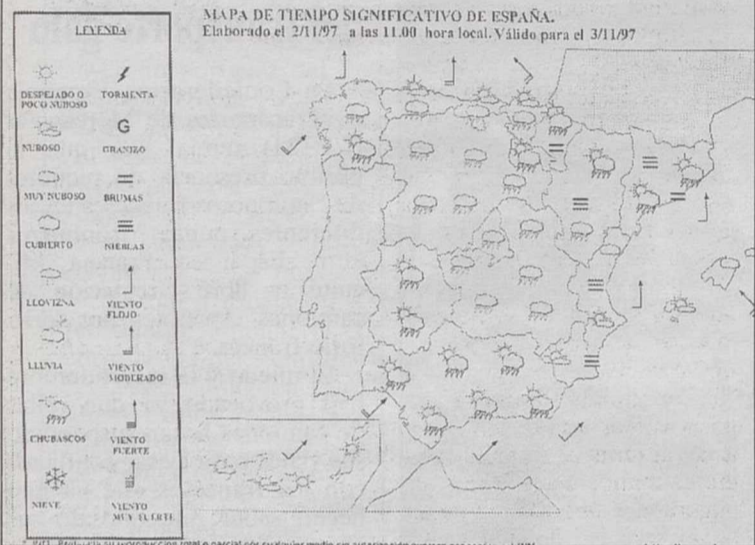 MAPA DE TIEMPO SIGNIFICATIVO DE ESPAÑA.
Elaborado el 2/11/97 a las 11.00 hora local. Válido para el 3/11/97
LEYENDA
DESPEJADO O
POCO NUBOSO
TORMENTA
NUBOSO
G
GRANIZO
MUY NUBOSO
BRUMAS
CUBIERTO
NIEBLAS
LLOVIZNA
VIENTO
FLOJO
LLUVIA
VIENTO
MODERADO
CHUBASCOS
VIENTO
FUERTE
NIEVE
VIENTO
MUY FUERTE